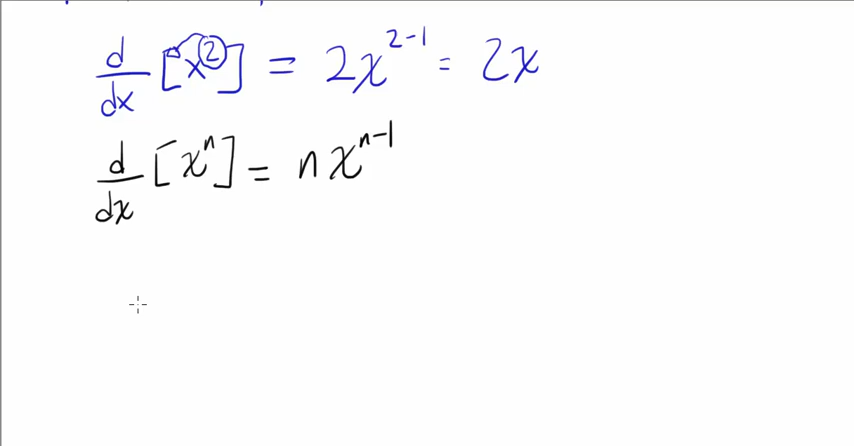 d/dx [x^2] = 2x^{2-1} = 2x
d/dx [x^n] = nx^{n-1}